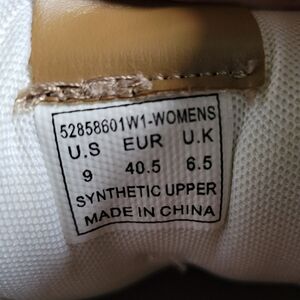 52858601W1-WOMENS
U.S EUR U.K
9 40.5 6.5
SYNTHETIC UPPER
MADE IN CHINA